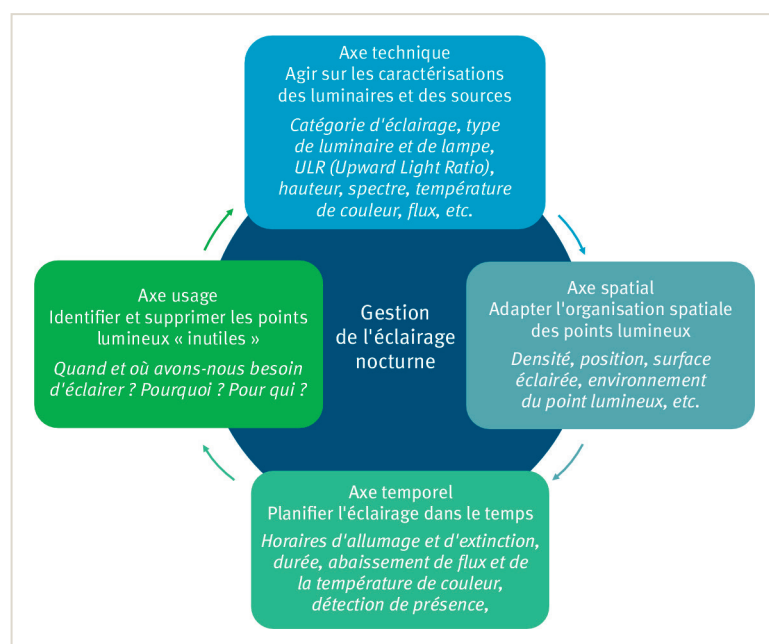 Axe technique
Agir sur les caractérisations
des luminaires et des sources
Catégorie d'éclairage, type
de luminaire et de lampe,
ULR (Upward Light Ratio),
hauteur, spectre, température
de couleur, flux, etc.
Axe usage
Identifier et supprimer les points
lumineux « inutiles »
Quand et où avons-nous besoin
d'éclairer ? Pourquoi ? Pour qui ?
Gestion
de l'éclairage
nocturne
Axe spatial
Adapter l'organisation spatiale
des points lumineux
Densité, position, surface
éclairée, environnement
du point lumineux, etc.
Axe temporel
Planifier l'éclairage dans le temps
Horaires d'allumage et d'extinction,
durée, abaissement de flux et de
la température de couleur,
détection de présence,